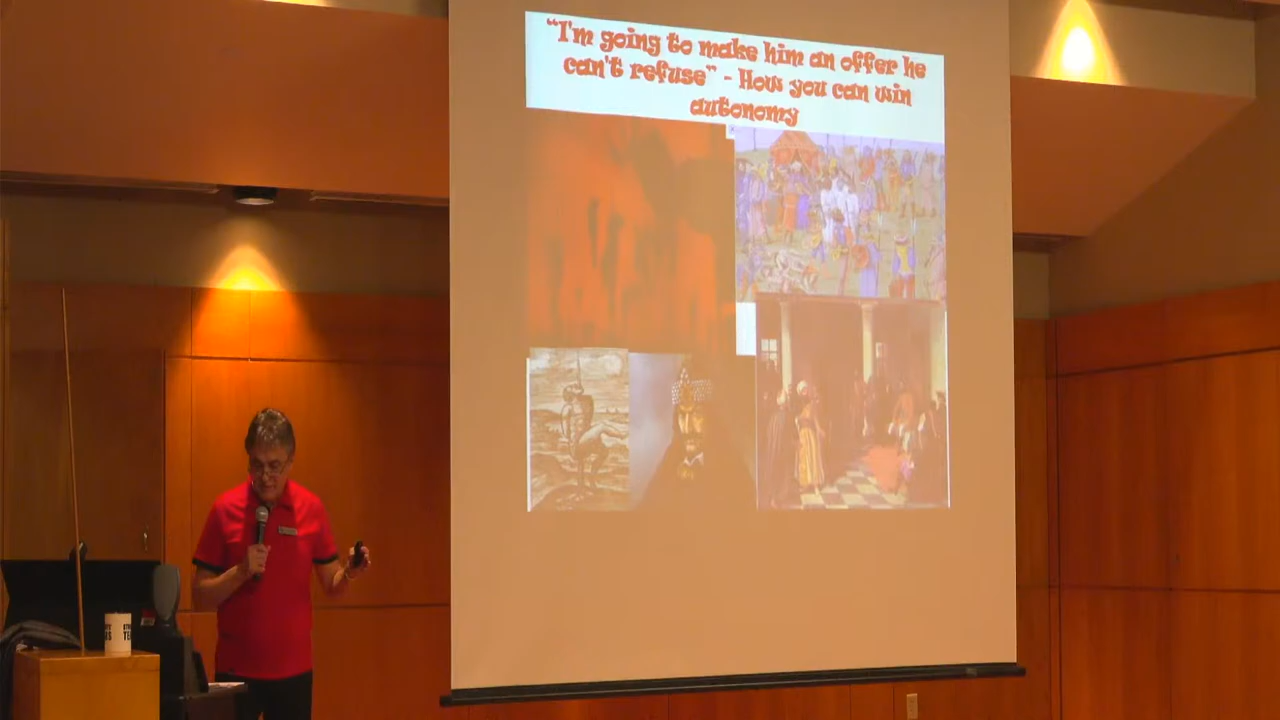 “I'm going to make him an offer he
can't refuse” - How you can win
autonomy